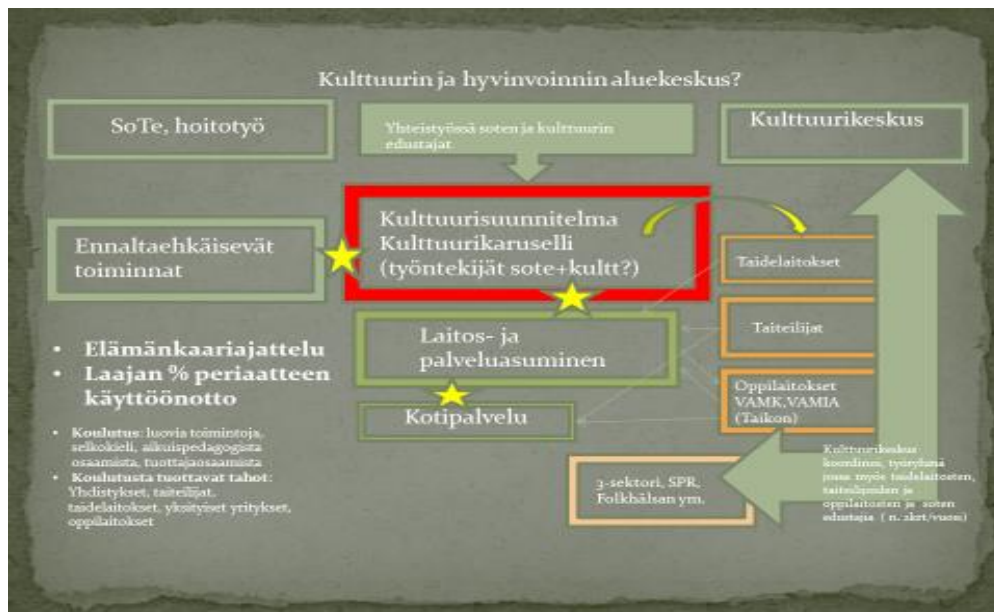 Kulttuurin ja hyvinvoinnin aluekeskus?
SoTe, hoitotyö
Yhteistyössä soten ja kulttuurin
edustajat
Kulttuurikeskus
Kulttuurisuunnitelma
Kulttuurikaruselli
(työntekijät sote+kultt?)
Ennaltaehkäisevät
toiminnat
Taidelaitokset
Laitos- ja
palveluasuminen
Taiteilijat
Kotipalvelu
Oppilaitokset
VAMK,VAMIA
(Taikon)
• Elämänkaariajattelu
• Laajan % periaatteen
käyttöönotto
• Koulutus: luovia toimintoja,
selkokieli, aikuispedagogista
osaamista, tuottajaosaamista
• Koulutusta tuottavat tahot:
Yhdistykset, taiteilijat,
taidelaitokset, yksityiset yritykset,
oppilaitokset
3-sektori, SPR,
Folkhälsan ym.
Kulttuurikeskus
koordinoi, työryhmä
jossa myös taidelaitosten,
taiteilijoiden ja
oppilaitosten ja soten
edustajia ( n. 2krt/vuosi)